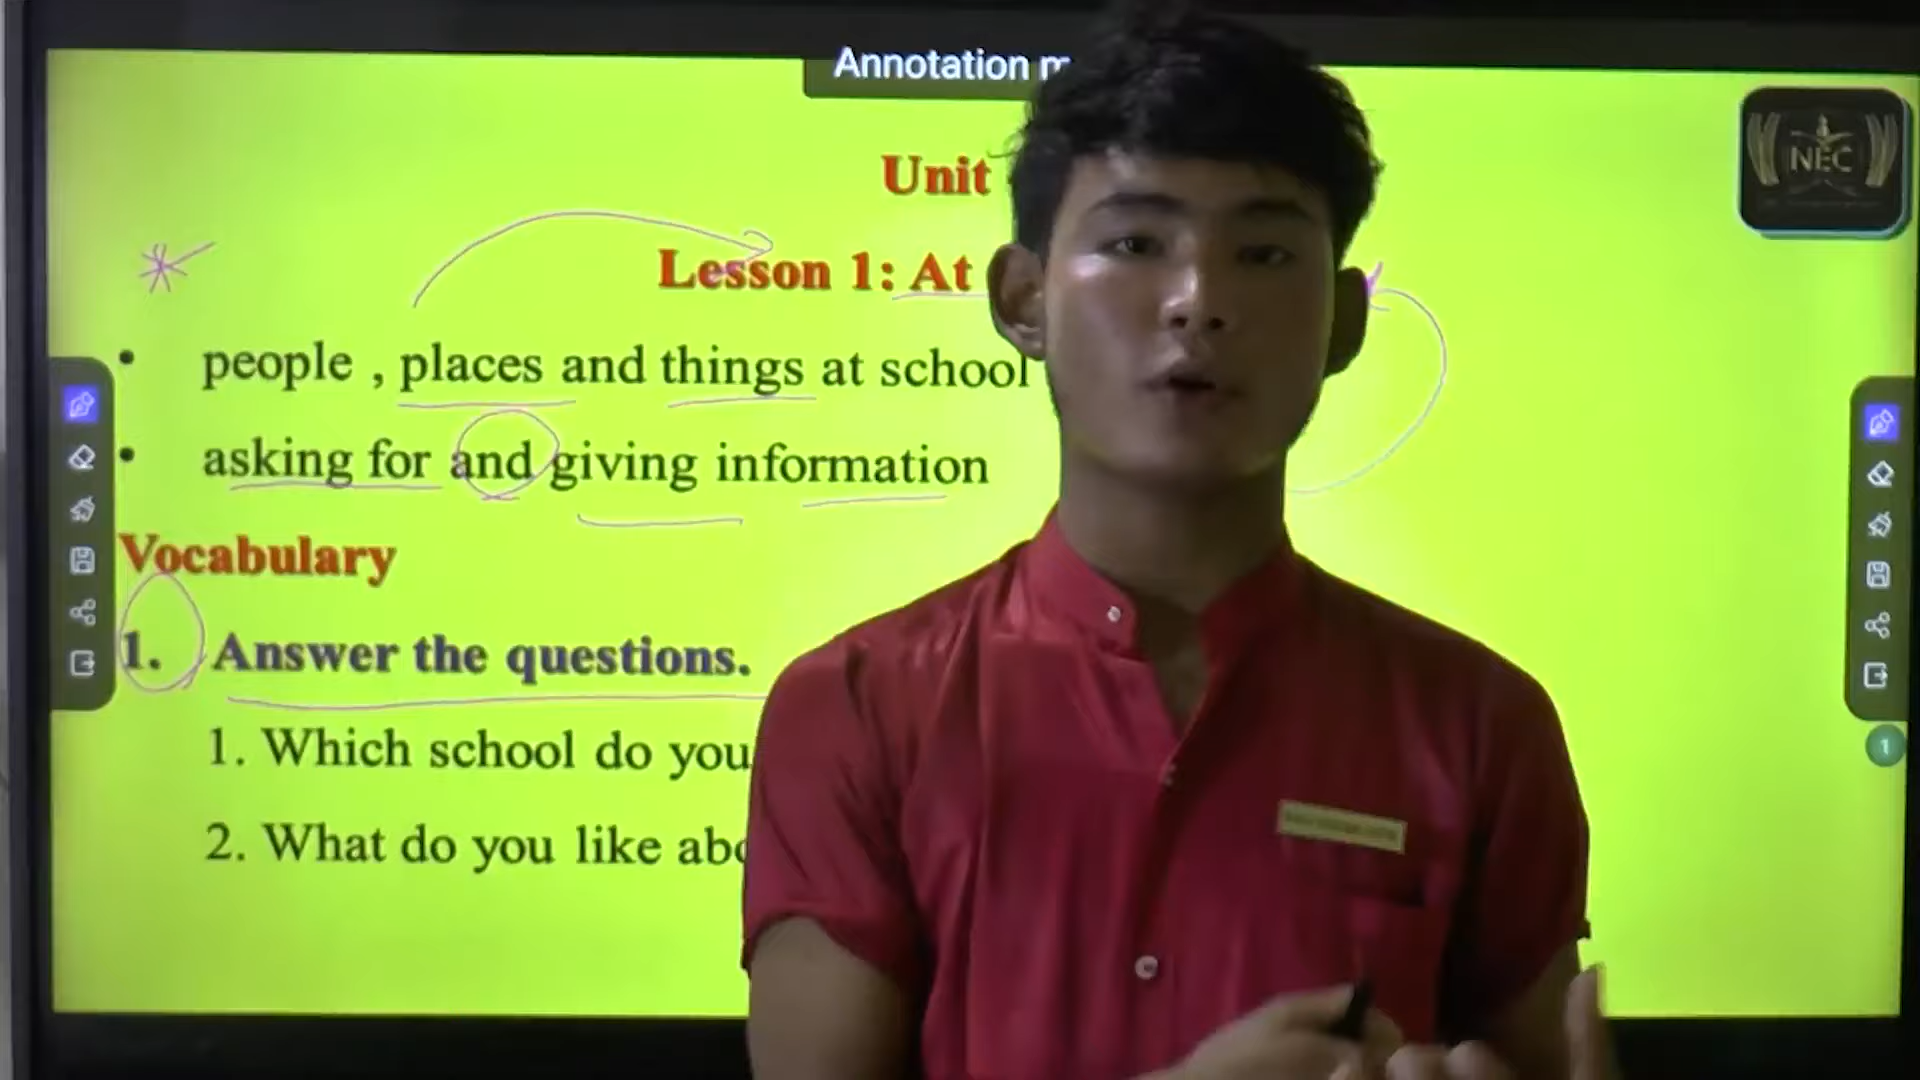 Annotation
NEC
Unit
Lesson 1: At
• people , places and things at school
• asking for and giving information
Vocabulary
1. Answer the questions.
1. Which school do you
2. What do you like
1